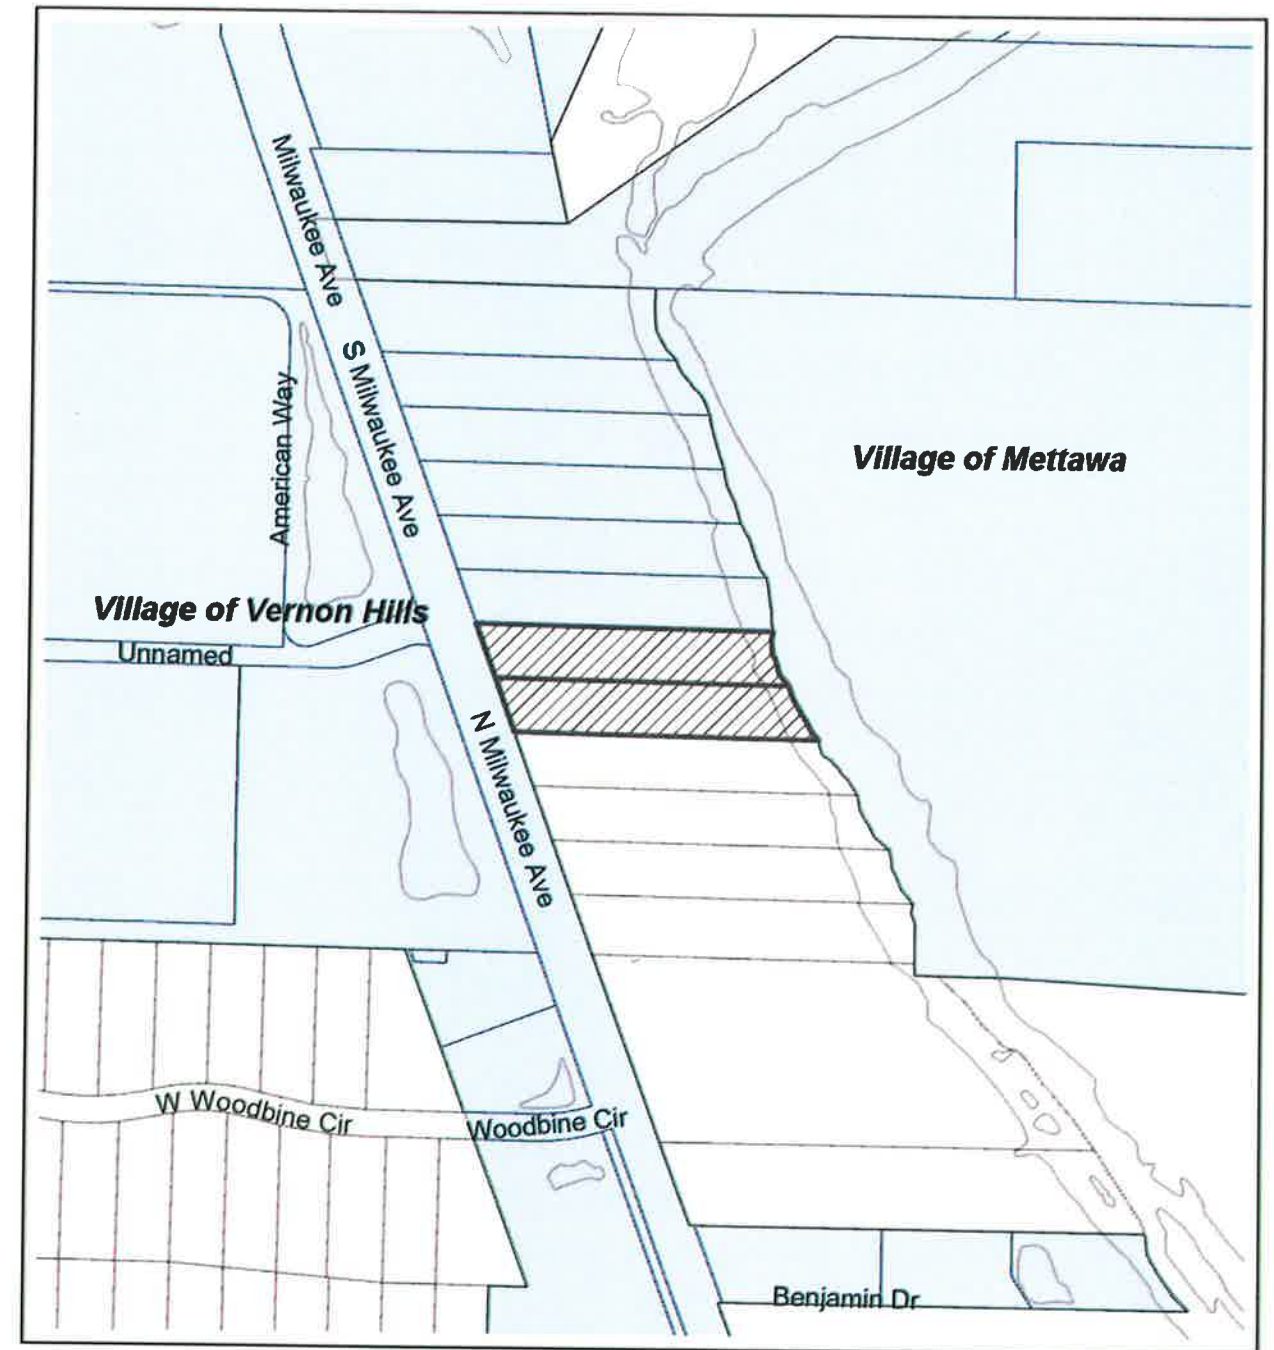 Milwaukee Ave
S Milwaukee Ave
American Way
Village of Mettawa
Village of Vernon Hills
Unnamed
N Milwaukee Ave
W Woodbine Cir
Woodbine Cir
Benjamin Dr